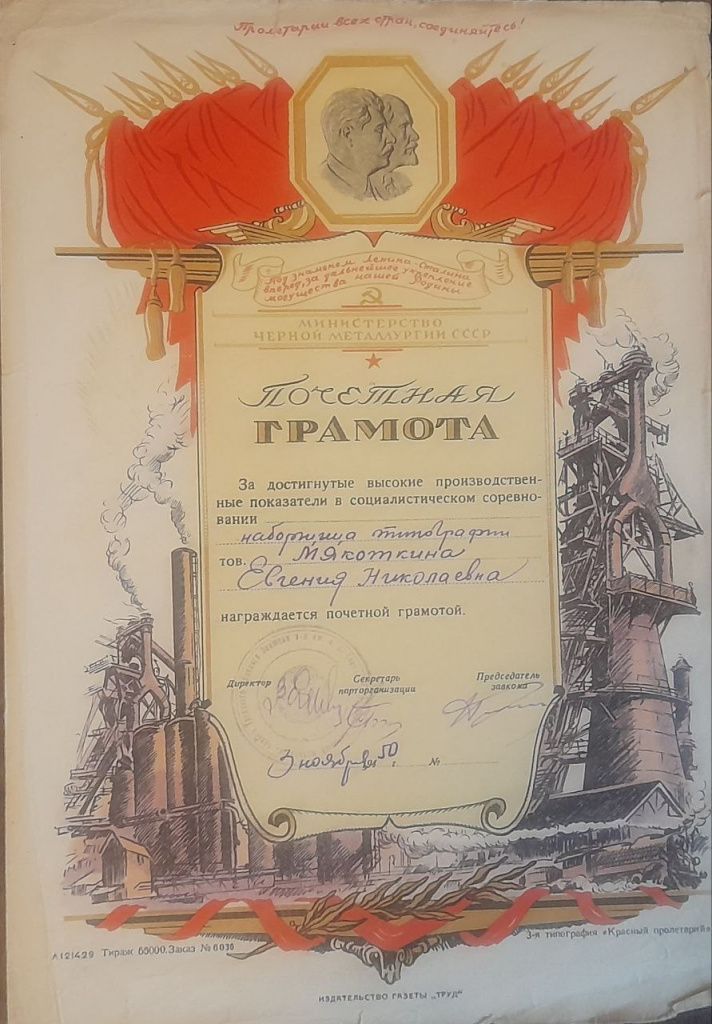 Пролетарии всех стран, соединяйтесь!
Под знаменем Ленина-Сталина
вперед, за дальнейшее укрепление
могущества нашей Родины
МИНИСТЕРСТВО
ЧЕРНОЙ МЕТАЛЛУРГИИ СССР
ПОЧЕТНАЯ
ГРАМОТА
За достигнутые высокие производствен-
ные показатели в социалистическом соревно-
вании
наборщица типографии
тов. Мякоткина
Евгения Николаевна
награждается почетной грамотой.
Директор Секретарь парторганизации Председатель завкома
3 ноября 1950 г. №
Л121429 Тираж 55000. Заказ № 6030
3-я типография «Красный пролетарий»
ИЗДАТЕЛЬСТВО ГАЗЕТЫ „ТРУД“